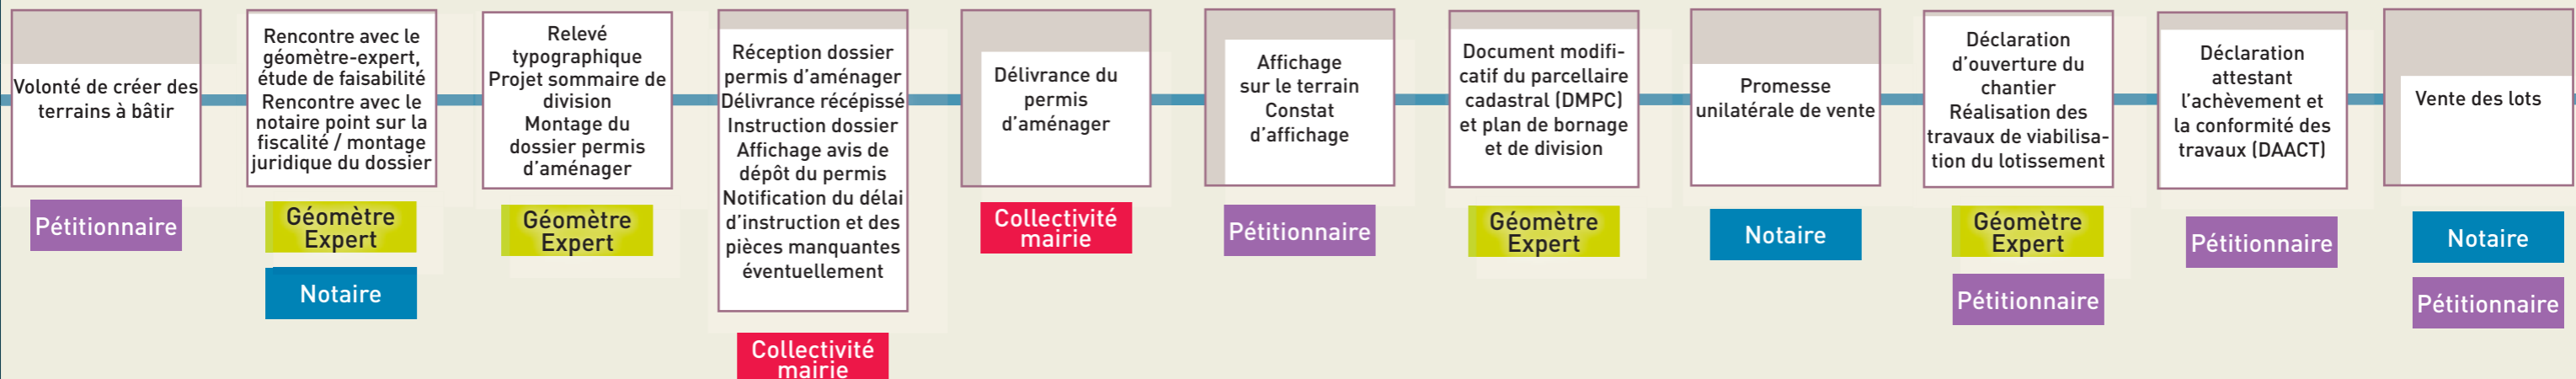 Volonté de créer des
terrains à bâtir
Pétitionnaire
Rencontre avec le
géomètre-expert,
étude de faisabilité
Rencontre avec le
notaire point sur la
fiscalité / montage
juridique du dossier
Géomètre
Expert
Notaire
Relevé
typographique
Projet sommaire de
division
Montage du
dossier permis
d’aménager
Géomètre
Expert
Réception dossier
permis d’aménager
Délivrance récépissé
Instruction dossier
Affichage avis de
dépôt du permis
Notification du délai
d’instruction et des
pièces manquantes
éventuellement
Collectivité
mairie
Délivrance du
permis
d’aménager
Collectivité
mairie
Affichage
sur le terrain
Constat
d’affichage
Pétitionnaire
Document modifi-
catif du parcellaire
cadastral (DMPC)
et plan de bornage
et de division
Géomètre
Expert
Promesse
unilatérale de vente
Notaire
Déclaration
d’ouverture du
chantier
Réalisation des
travaux de viabilisa-
tion du lotissement
Géomètre
Expert
Pétitionnaire
Déclaration
attestant
l’achèvement et
la conformité des
travaux (DAACT)
Pétitionnaire
Vente des lots
Notaire
Pétitionnaire